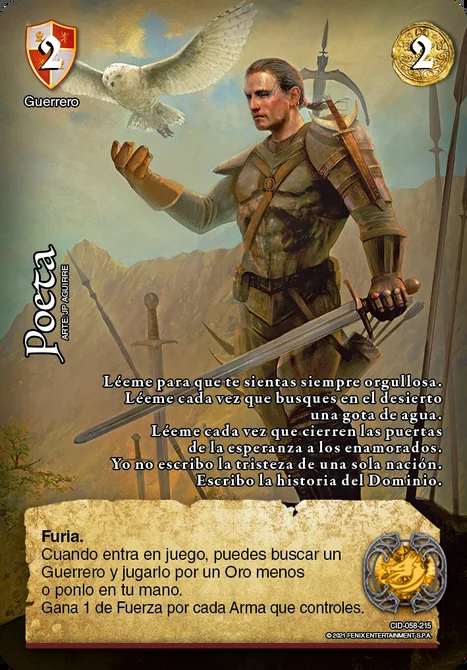 2
2
Guerrero
Poeta
ARTE: JP AGUIRRE
Léeme para que te sientas siempre orgullosa.
Léeme cada vez que busques en el desierto
una gota de agua.
Léeme cada vez que cierren las puertas
de la esperanza a los enamorados.
Yo no escribo la tristeza de una sola nación.
Escribo la historia del Dominio.
Furia.
Cuando entra en juego, puedes buscar un
Guerrero y jugarlo por un Oro menos
o ponlo en tu mano.
Gana 1 de Fuerza por cada Arma que controles.
CID-058-215
© 2021 FENIX ENTERTAINMENT S.P.A.